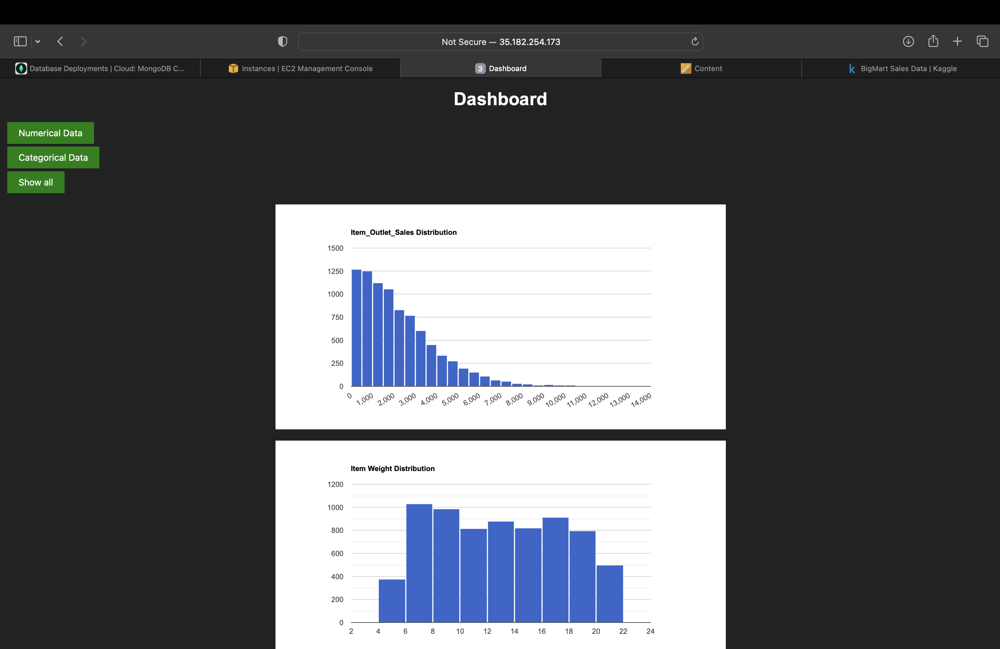 Not Secure — 35.182.254.173
Database Deployments | Cloud: MongoDB C...
Instances | EC2 Management Console
3 Dashboard
Content
k BigMart Sales Data | Kaggle
Dashboard
Numerical Data
Categorical Data
Show all
Item_Outlet_Sales Distribution
1500
1250
1000
750
500
250
0
0 1,000 2,000 3,000 4,000 5,000 6,000 7,000 8,000 9,000 10,000 11,000 12,000 13,000 14,000
Item Weight Distribution
1200
1000
800
600
400
200
0
2 4 6 8 10 12 14 16 18 20 22 24